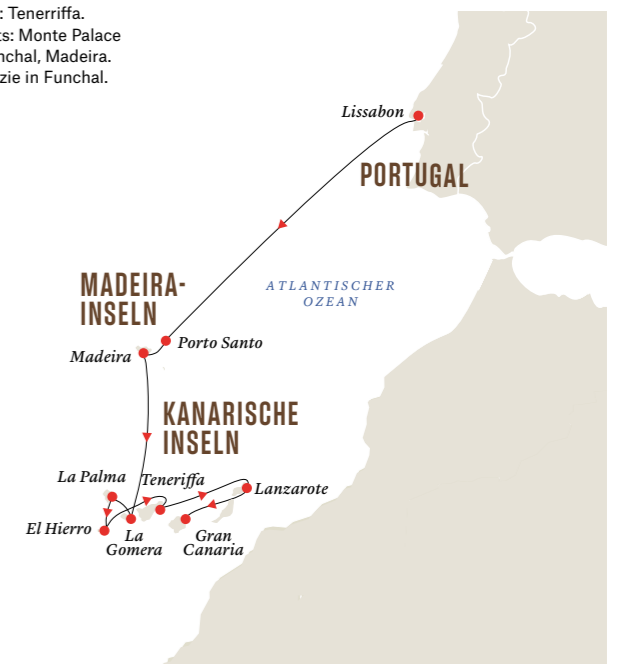 : Tenerriffa.
ts: Monte Palace
nchal, Madeira.
zie in Funchal.
Lissabon
PORTUGAL
ATLANTISCHER
OZEAN
MADEIRA-
INSELN
Porto Santo
Madeira
KANARISCHE
INSELN
La Palma
Teneriffa
Lanzarote
El Hierro
La
Gomera
Gran
Canaria